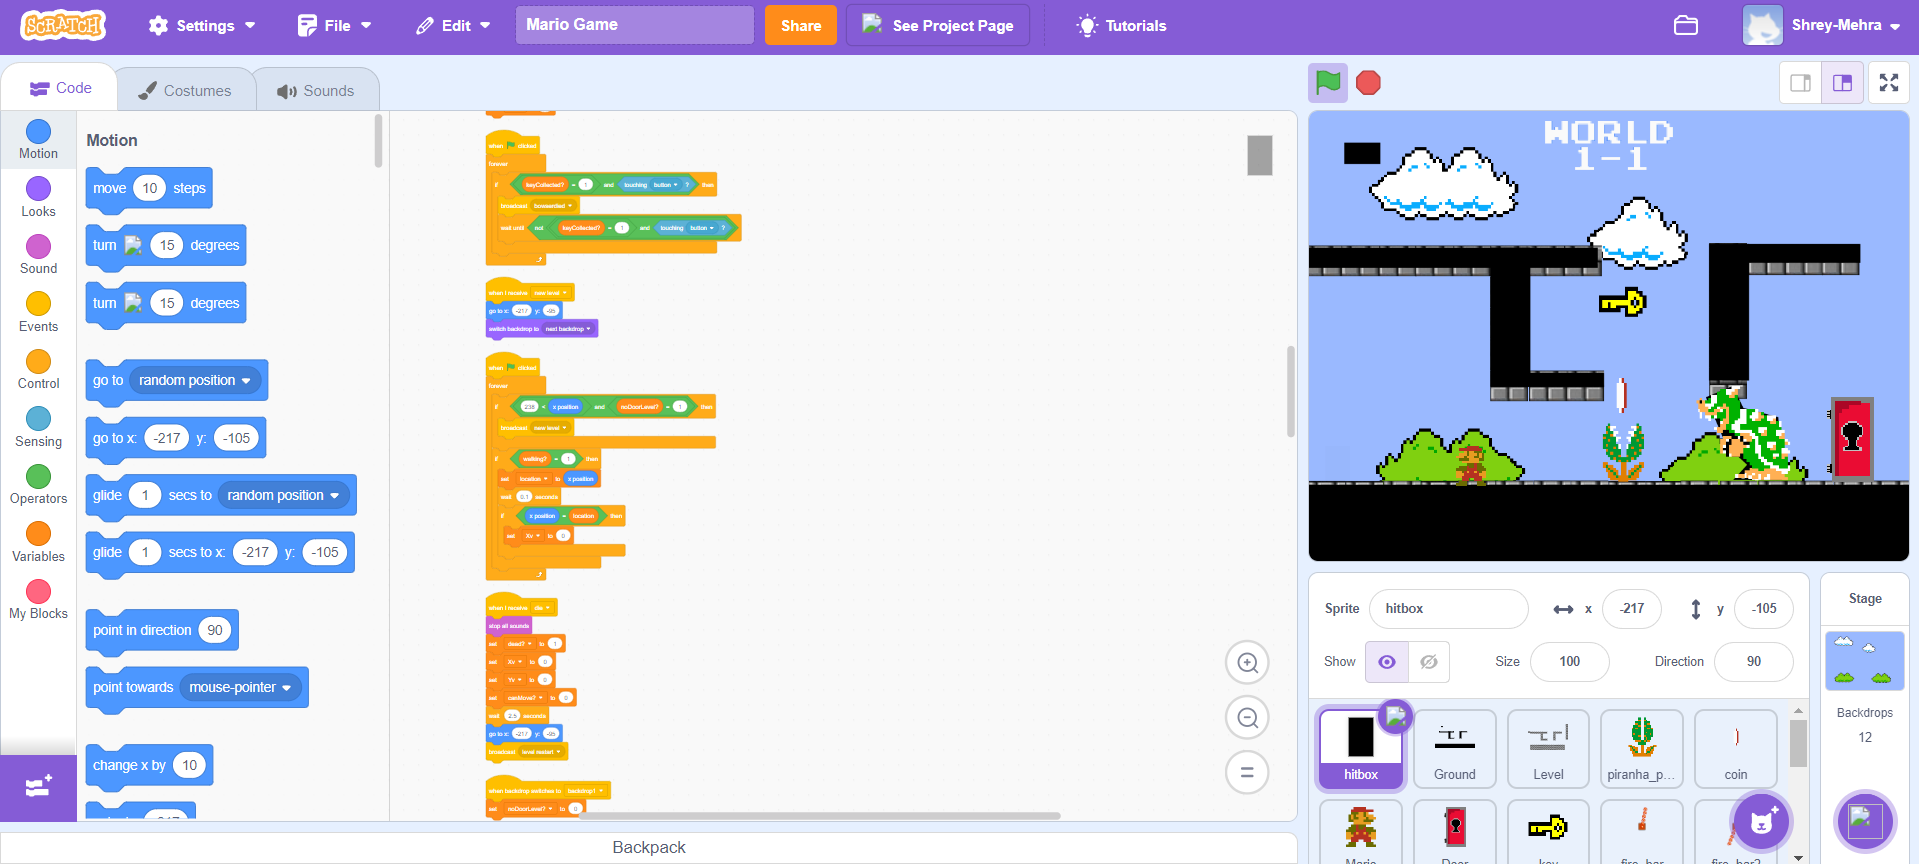 SCRATCH
Settings
File
Edit
Mario Game
Share
See Project Page
Tutorials
Shrey-Mehra
Code
Costumes
Sounds
Motion
Looks
Sound
Events
Control
Sensing
Operators
Variables
My Blocks
Motion
move 10 steps
turn 15 degrees
turn 15 degrees
go to random position
go to x: -217 y: -105
glide 1 secs to random position
glide 1 secs to x: -217 y: -105
point in direction 90
point towards mouse-pointer
change x by 10
when clicked
forever
if keyCollected? = 1 and touching button ? then
broadcast bowserdied
wait until not keyCollected? = 1 and touching button ?
when I receive new level
go to x: -217 y: -95
switch backdrop to next backdrop
when clicked
forever
if 238 < x position and noDoorLevel? = 1 then
broadcast new level
if walking? = 1 then
set location to x position
wait 0.1 seconds
if x position = location then
set Xv to 0
when I receive die
stop all sounds
set dead? to 1
set Xv to 0
set Yv to 0
set canMove? to 0
wait 2.5 seconds
go to x: -217 y: -95
broadcast level restart
when backdrop switches to backdrop1
set noDoorLevel? to 0
Backpack
WORLD
1-1
Sprite hitbox x -217 y -105
Show Size 100 Direction 90
hitbox
Ground
Level
piranha_p...
coin
Mario
Door
key
fire_bar
fire_bar2
Stage
Backdrops
12